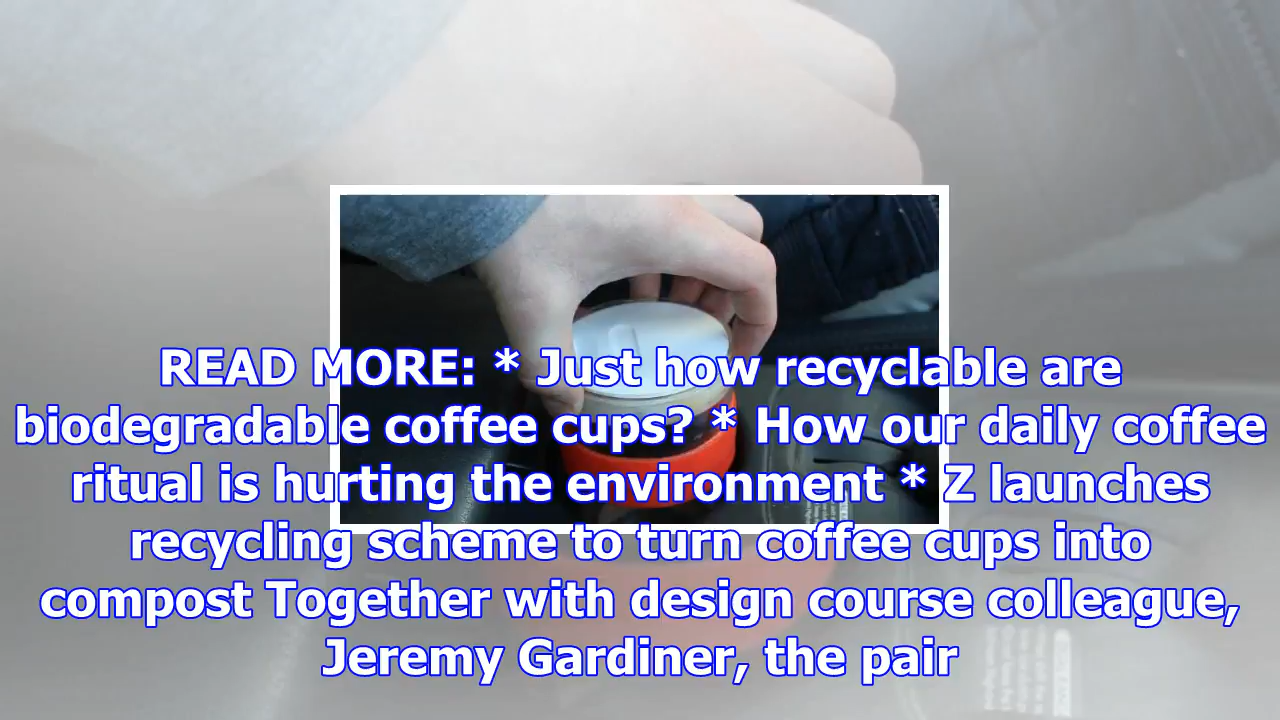 READ MORE: * Just how recyclable are
biodegradable coffee cups? * How our daily coffee
ritual is hurting the environment * Z launches
recycling scheme to turn coffee cups into
compost Together with design course colleague,
Jeremy Gardiner, the pair